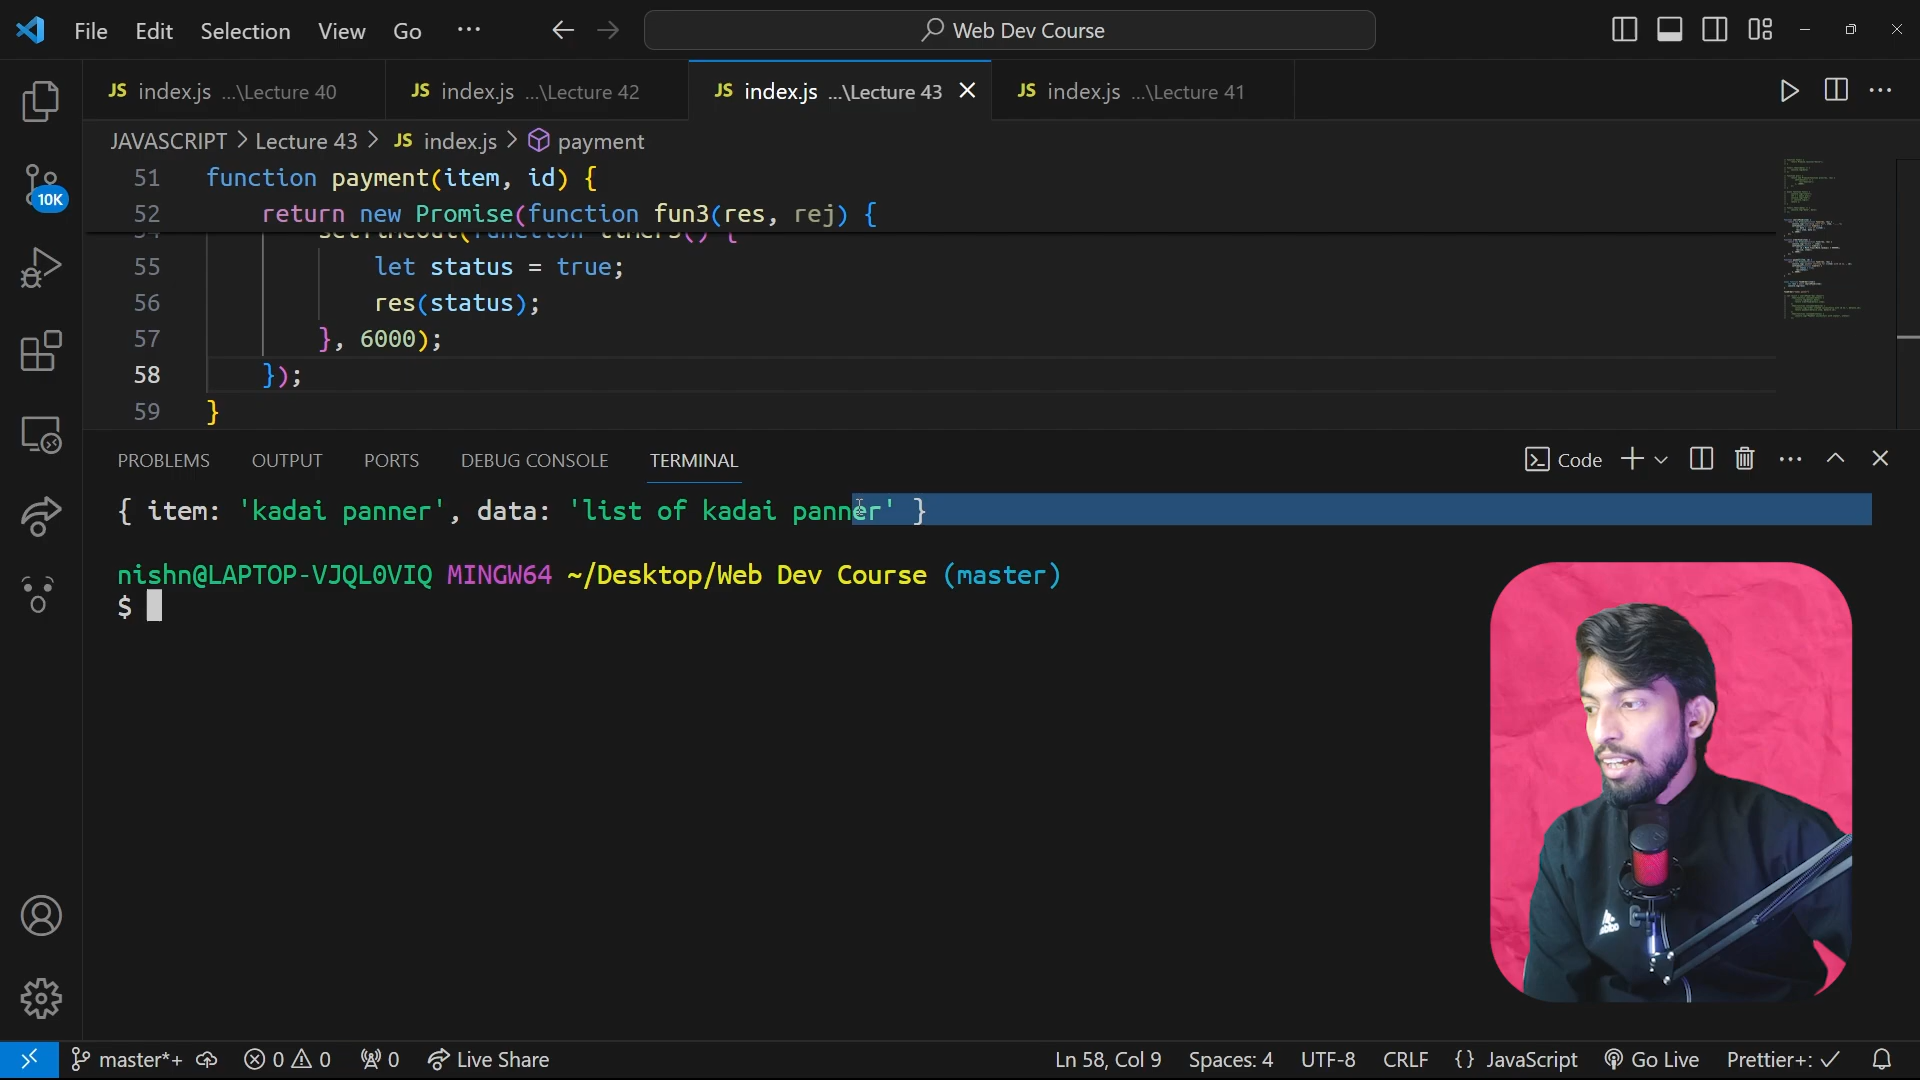 File Edit Selection View Go ··· Web Dev Course
JS index.js ...\Lecture 40 JS index.js ...\Lecture 42 JS index.js ...\Lecture 43 JS index.js ...\Lecture 41
JAVASCRIPT > Lecture 43 > JS index.js > payment
51 function payment(item, id) {
52 return new Promise(function fun3(res, rej) {
55 let status = true;
56 res(status);
57 }, 6000);
58 });
59 }
10K
PROBLEMS OUTPUT PORTS DEBUG CONSOLE TERMINAL Code
{ item: 'kadai panner', data: 'list of kadai panner' }
nishn@LAPTOP-VJQL0VIQ MINGW64 ~/Desktop/Web Dev Course (master)
$
master*+ 0 0 0 Live Share Ln 58, Col 9 Spaces: 4 UTF-8 CRLF {} JavaScript Go Live Prettier+: ✓